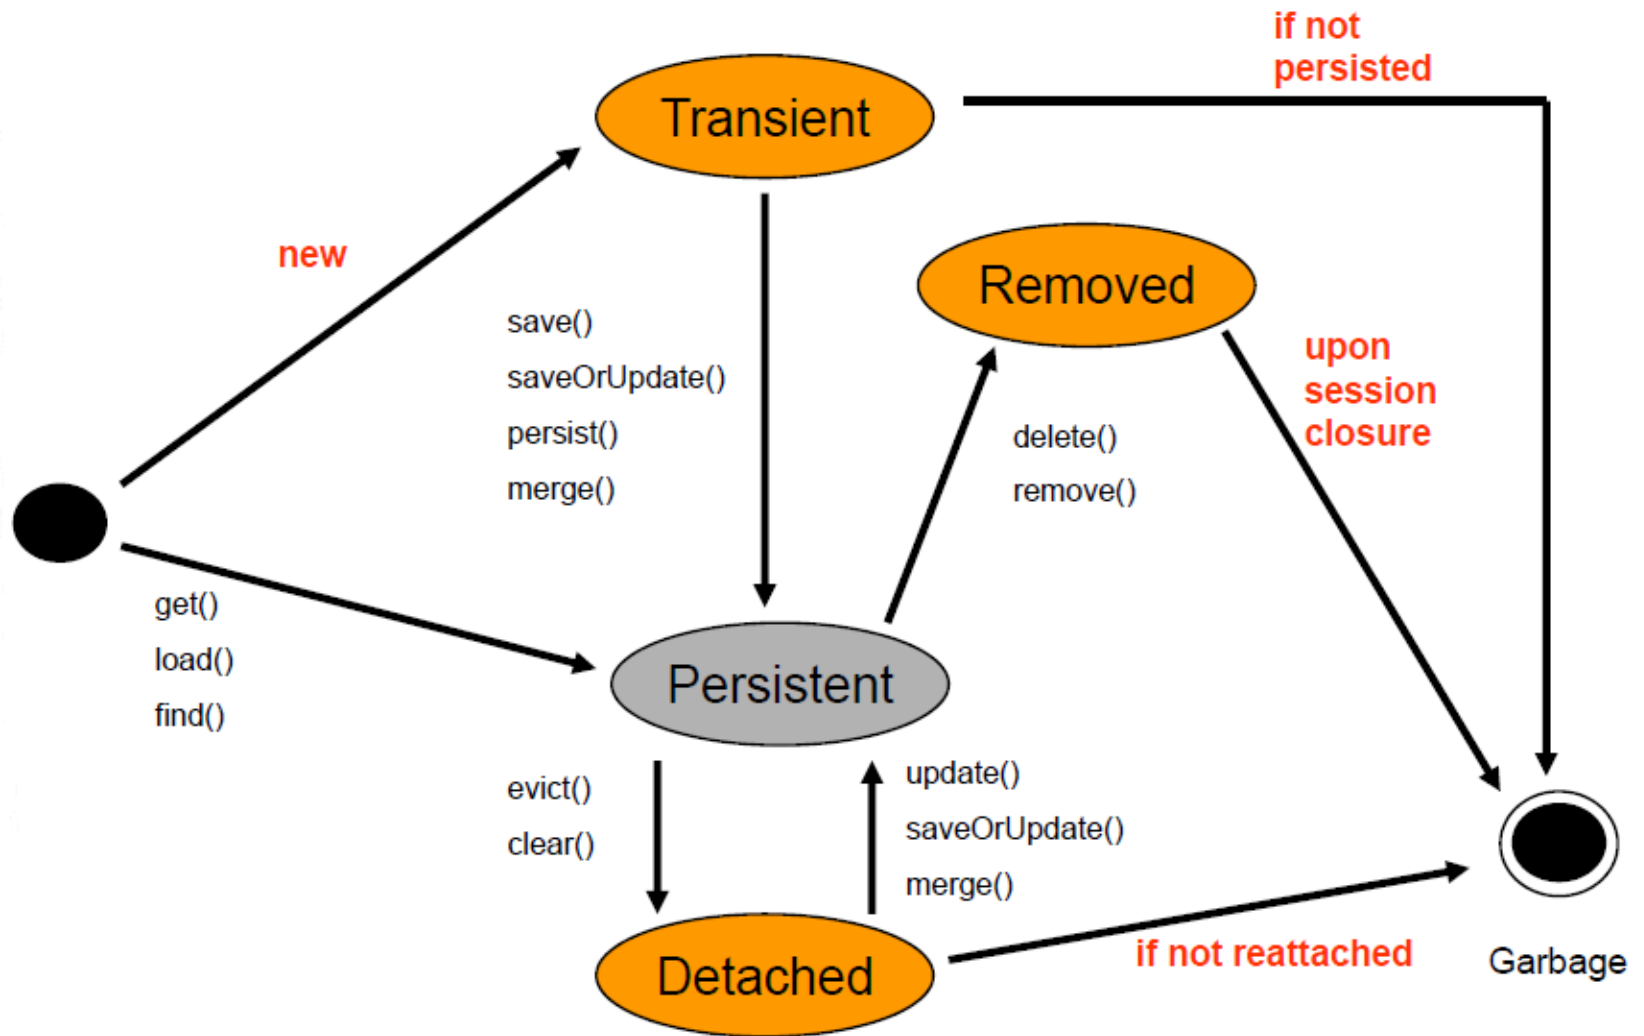 if not
persisted
Transient
new
Removed
save()
saveOrUpdate()
persist()
merge()
upon
session
closure
delete()
remove()
get()
load()
find()
Persistent
evict()
clear()
update()
saveOrUpdate()
merge()
Detached
if not reattached
Garbage